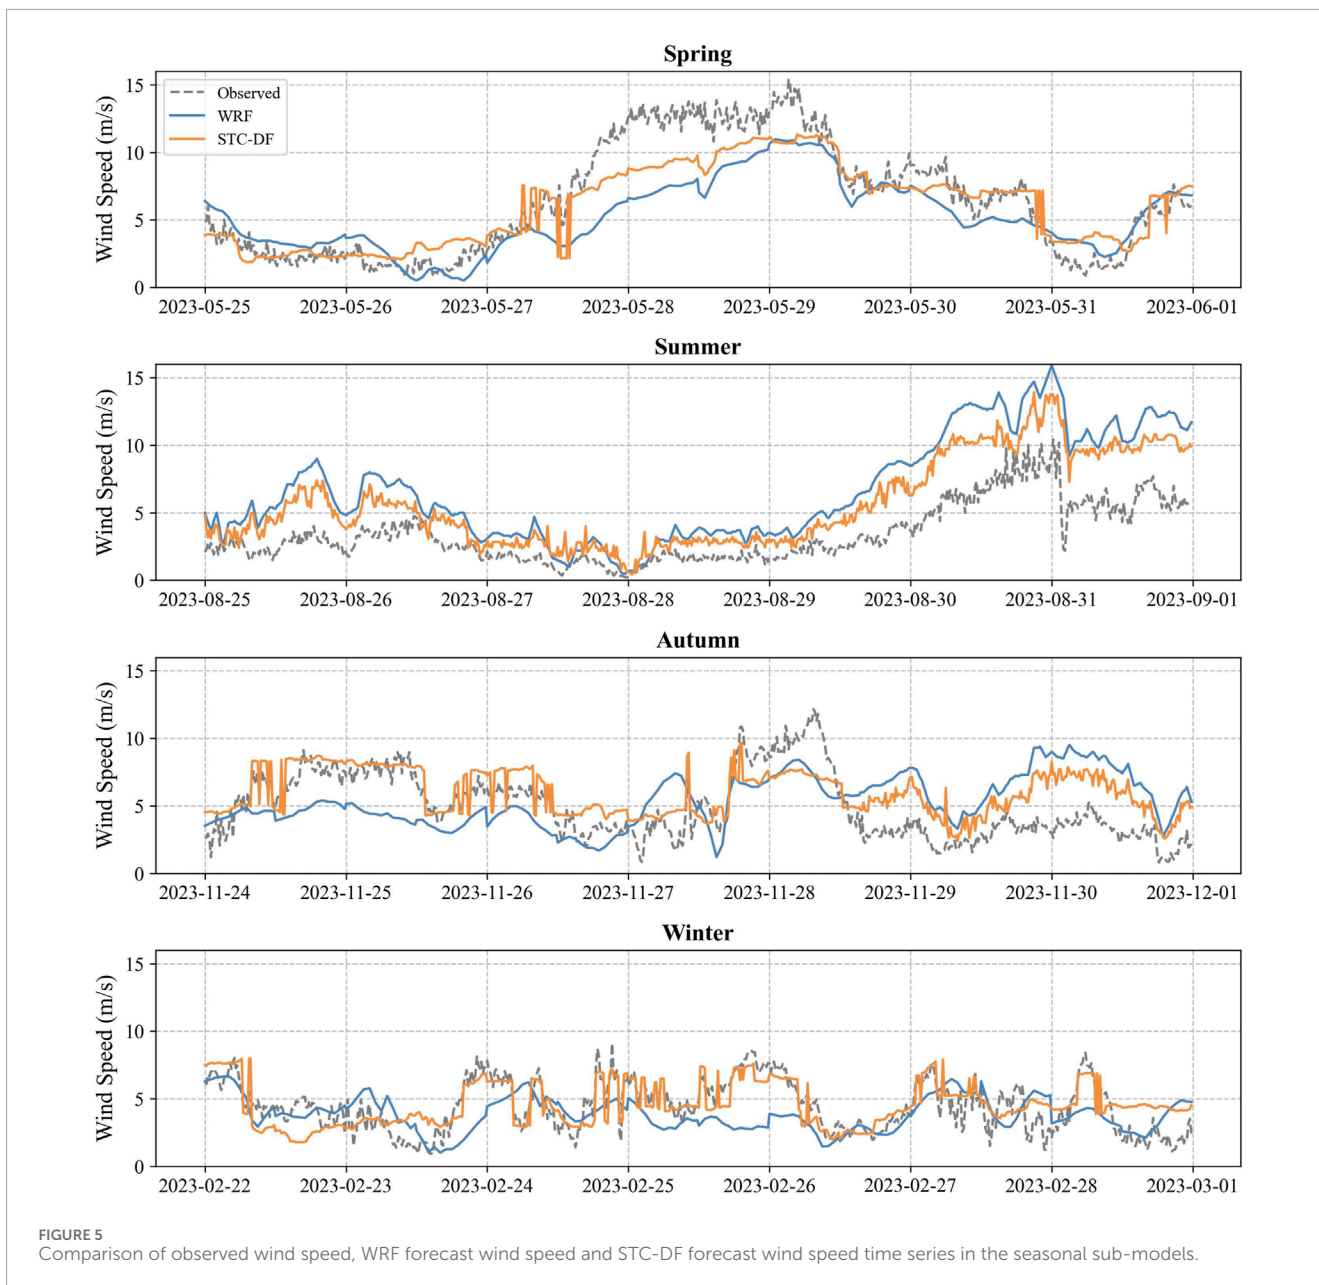 Spring
Wind Speed (m/s)
15
10
5
0
Observed
WRF
STC-DF
2023-05-25 2023-05-26 2023-05-27 2023-05-28 2023-05-29 2023-05-30 2023-05-31 2023-06-01
Summer
Wind Speed (m/s)
15
10
5
0
2023-08-25 2023-08-26 2023-08-27 2023-08-28 2023-08-29 2023-08-30 2023-08-31 2023-09-01
Autumn
Wind Speed (m/s)
15
10
5
0
2023-11-24 2023-11-25 2023-11-26 2023-11-27 2023-11-28 2023-11-29 2023-11-30 2023-12-01
Winter
Wind Speed (m/s)
15
10
5
0
2023-02-22 2023-02-23 2023-02-24 2023-02-25 2023-02-26 2023-02-27 2023-02-28 2023-03-01
FIGURE 5
Comparison of observed wind speed, WRF forecast wind speed and STC-DF forecast wind speed time series in the seasonal sub-models.